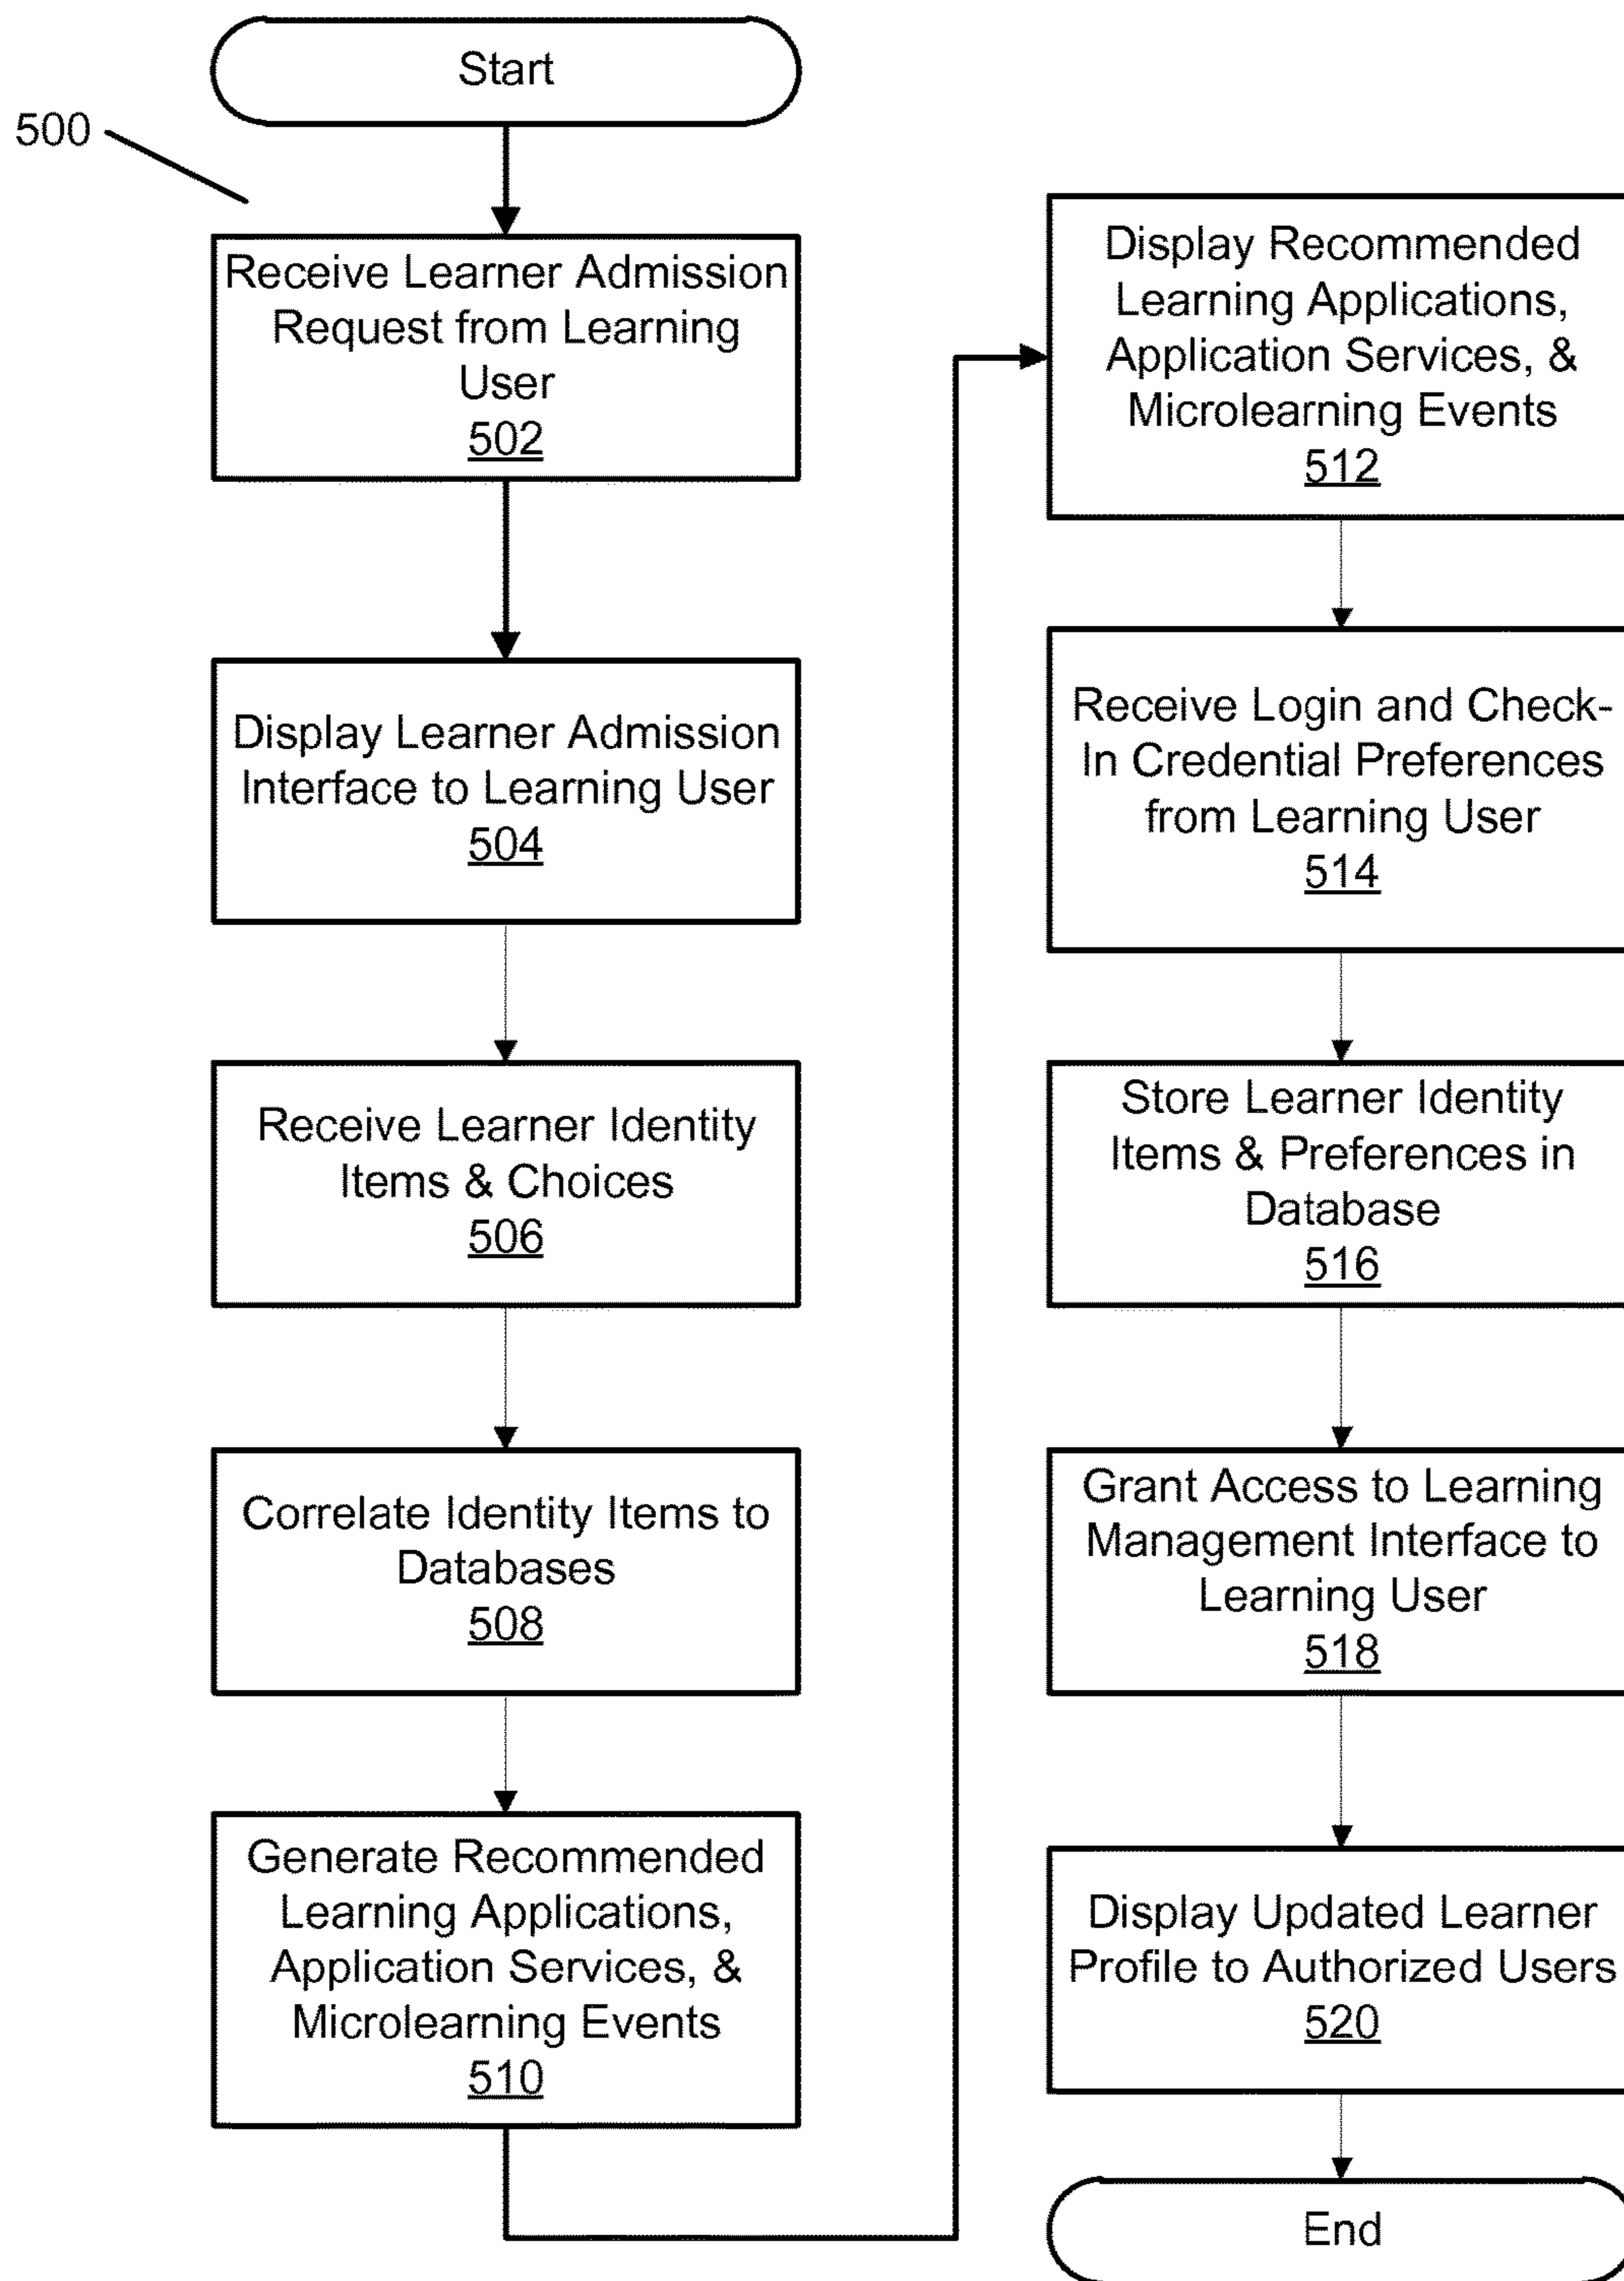 Start
500
Receive Learner Admission
Request from Learning
User
502
Display Learner Admission
Interface to Learning User
504
Receive Learner Identity
Items & Choices
506
Correlate Identity Items to
Databases
508
Generate Recommended
Learning Applications,
Application Services, &
Microlearning Events
510
Display Recommended
Learning Applications,
Application Services, &
Microlearning Events
512
Receive Login and Check-
In Credential Preferences
from Learning User
514
Store Learner Identity
Items & Preferences in
Database
516
Grant Access to Learning
Management Interface to
Learning User
518
Display Updated Learner
Profile to Authorized Users
520
End